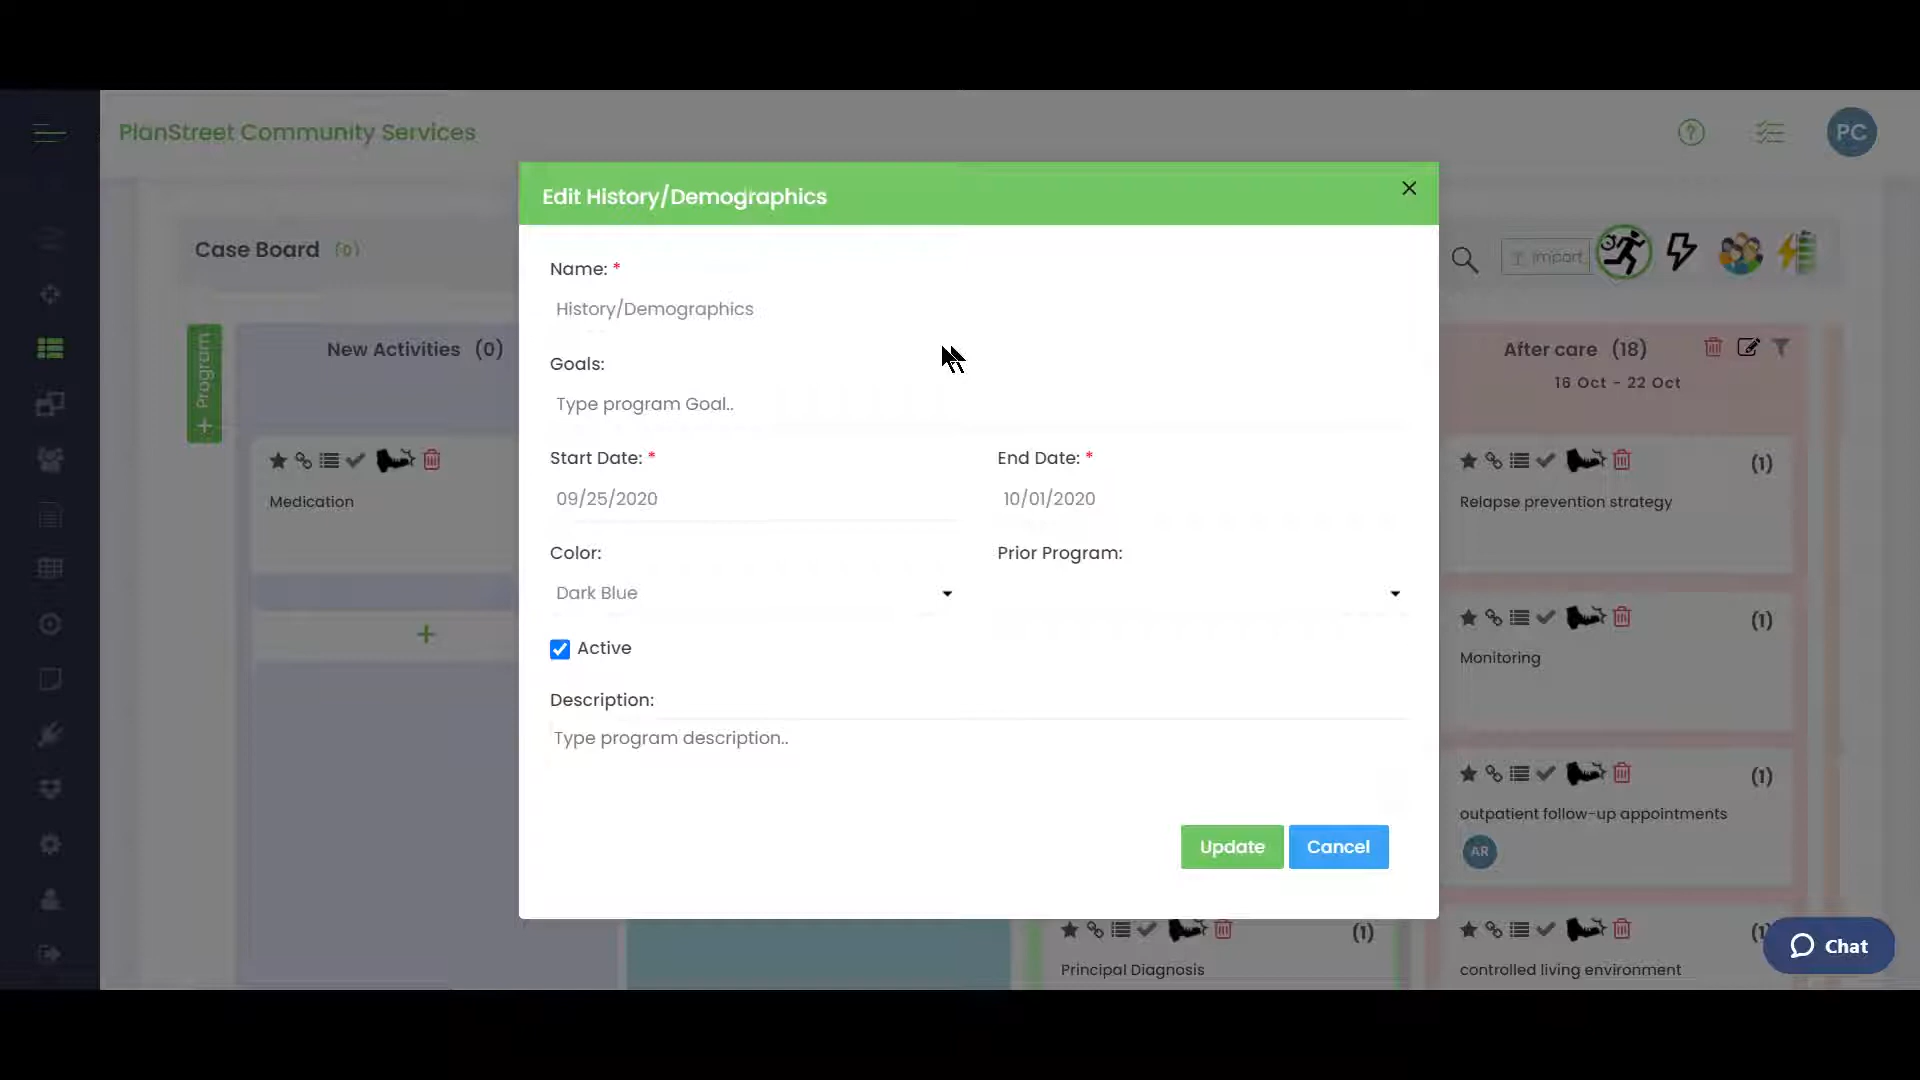 PlanStreet Community Services
PC
Edit History/Demographics
Case Board (0)
Import
Name: *
History/Demographics
+ Program
New Activities (0)
After care (18)
16 Oct - 22 Oct
Goals:
Type program Goal..
Start Date: *
End Date: *
09/25/2020
10/01/2020
(1)
Medication
Relapse prevention strategy
Color:
Prior Program:
Dark Blue
(1)
Active
Monitoring
Description:
Type program description..
(1)
outpatient follow-up appointments
AR
Update
Cancel
(1)
Principal Diagnosis
(1)
controlled living environment
Chat